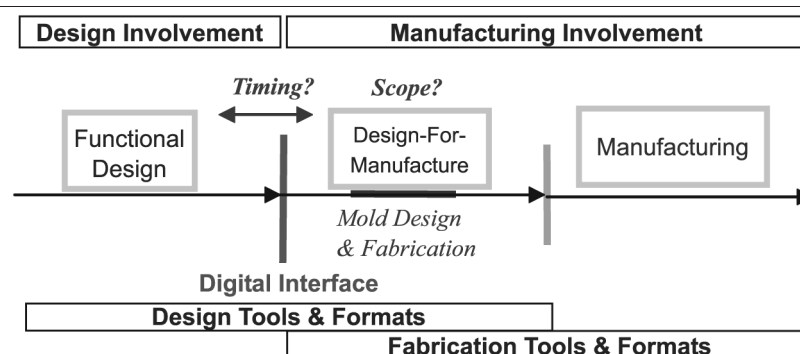 Design Involvement
Manufacturing Involvement
Timing?
Scope?
Functional
Design
Design-For-
Manufacture
Manufacturing
Mold Design
& Fabrication
Digital Interface
Design Tools & Formats
Fabrication Tools & Formats